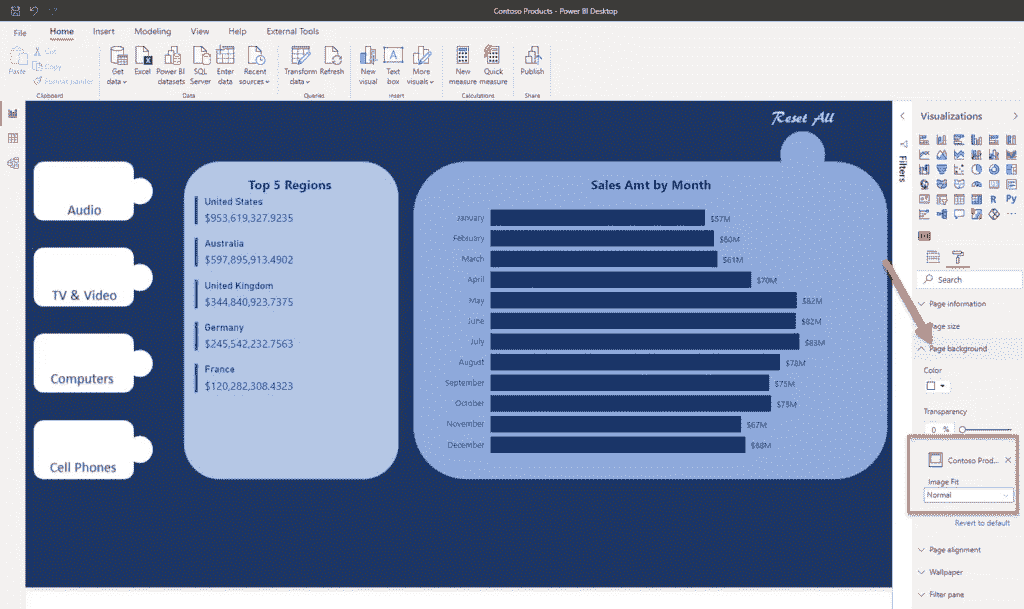 Contoso Products - Power BI Desktop
File Home Insert Modeling View Help External Tools
Paste
Cut
Copy
Format painter
Get data
Excel
Power BI datasets
SQL Server
Enter data
Recent sources
Transform data
Refresh
New visual
Text box
More visuals
New measure
Quick measure
Publish
Clipboard Data Queries Insert Calculations Share
Reset All
Audio
TV & Video
Computers
Cell Phones
Top 5 Regions
United States
$953,619,327.9235
Australia
$597,895,913.4902
United Kingdom
$344,840,923.7375
Germany
$245,542,232.7563
France
$120,282,308.4323
Sales Amt by Month
January $57M
February $60M
March $61M
April $70M
May $82M
June $82M
July $83M
August $78M
September $75M
October $75M
November $67M
December
Filters
Visualizations
R Py
Search
Page information
Page size
Page background
Color
Transparency
0 %
Contoso Prod...
Image Fit
Normal
Revert to default
Page alignment
Wallpaper
Filter pane